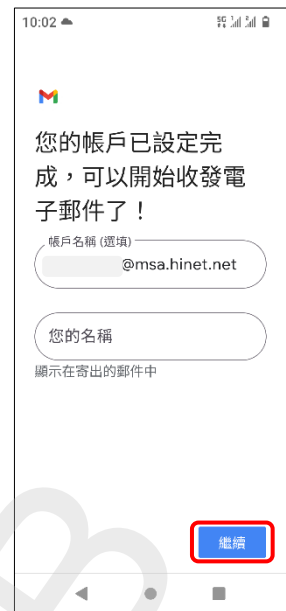 10:02
5G
您的帳戶已設定完
成，可以開始收發電
子郵件了！
帳戶名稱 (選填)
@msa.hinet.net
您的名稱
顯示在寄出的郵件中
繼續